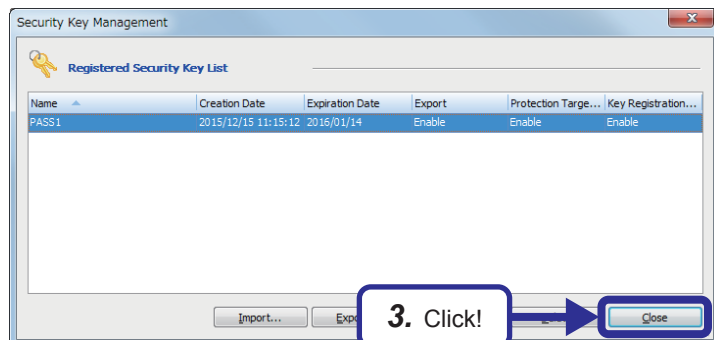 Security Key Management
Registered Security Key List
Name Creation Date Expiration Date Export Protection Targe... Key Registration...
PASS1 2015/12/15 11:15:12 2016/01/14 Enable Enable Enable
Import... 3. Click! Close